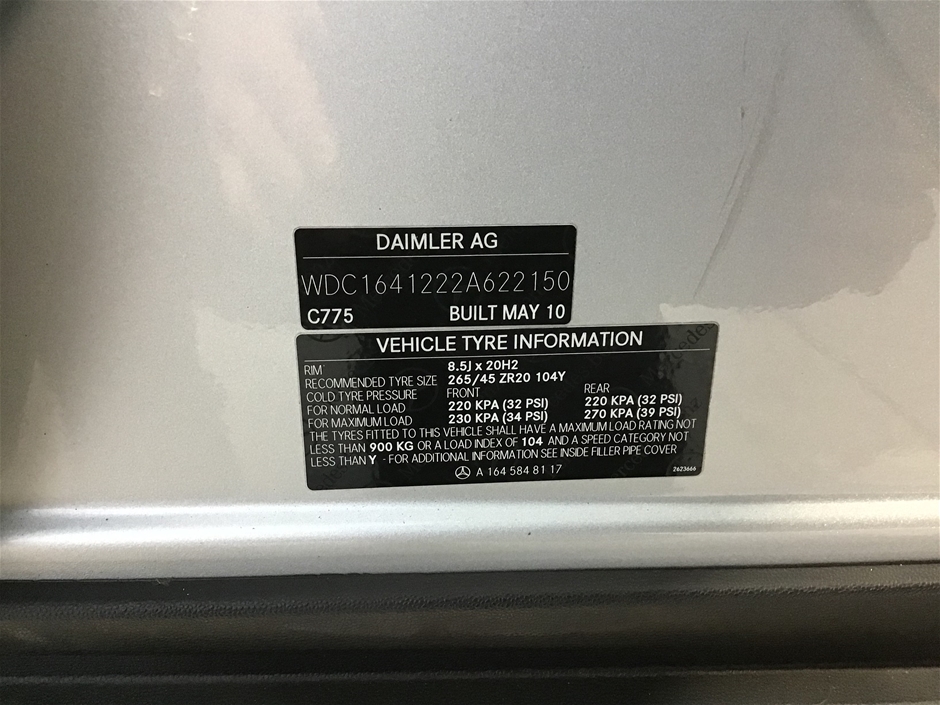 DAIMLER AG
WDC1641222A622150
C775 BUILT MAY 10
VEHICLE TYRE INFORMATION
RIM 8.5J x 20H2
RECOMMENDED TYRE SIZE 265/45 ZR20 104Y
COLD TYRE PRESSURE FRONT REAR
FOR NORMAL LOAD 220 KPA (32 PSI) 220 KPA (32 PSI)
FOR MAXIMUM LOAD 230 KPA (34 PSI) 270 KPA (39 PSI)
THE TYRES FITTED TO THIS VEHICLE SHALL HAVE A MAXIMUM LOAD RATING NOT
LESS THAN 900 KG OR A LOAD INDEX OF 104 AND A SPEED CATEGORY NOT
LESS THAN Y - FOR ADDITIONAL INFORMATION SEE INSIDE FILLER PIPE COVER
A 164 584 81 17
2623666